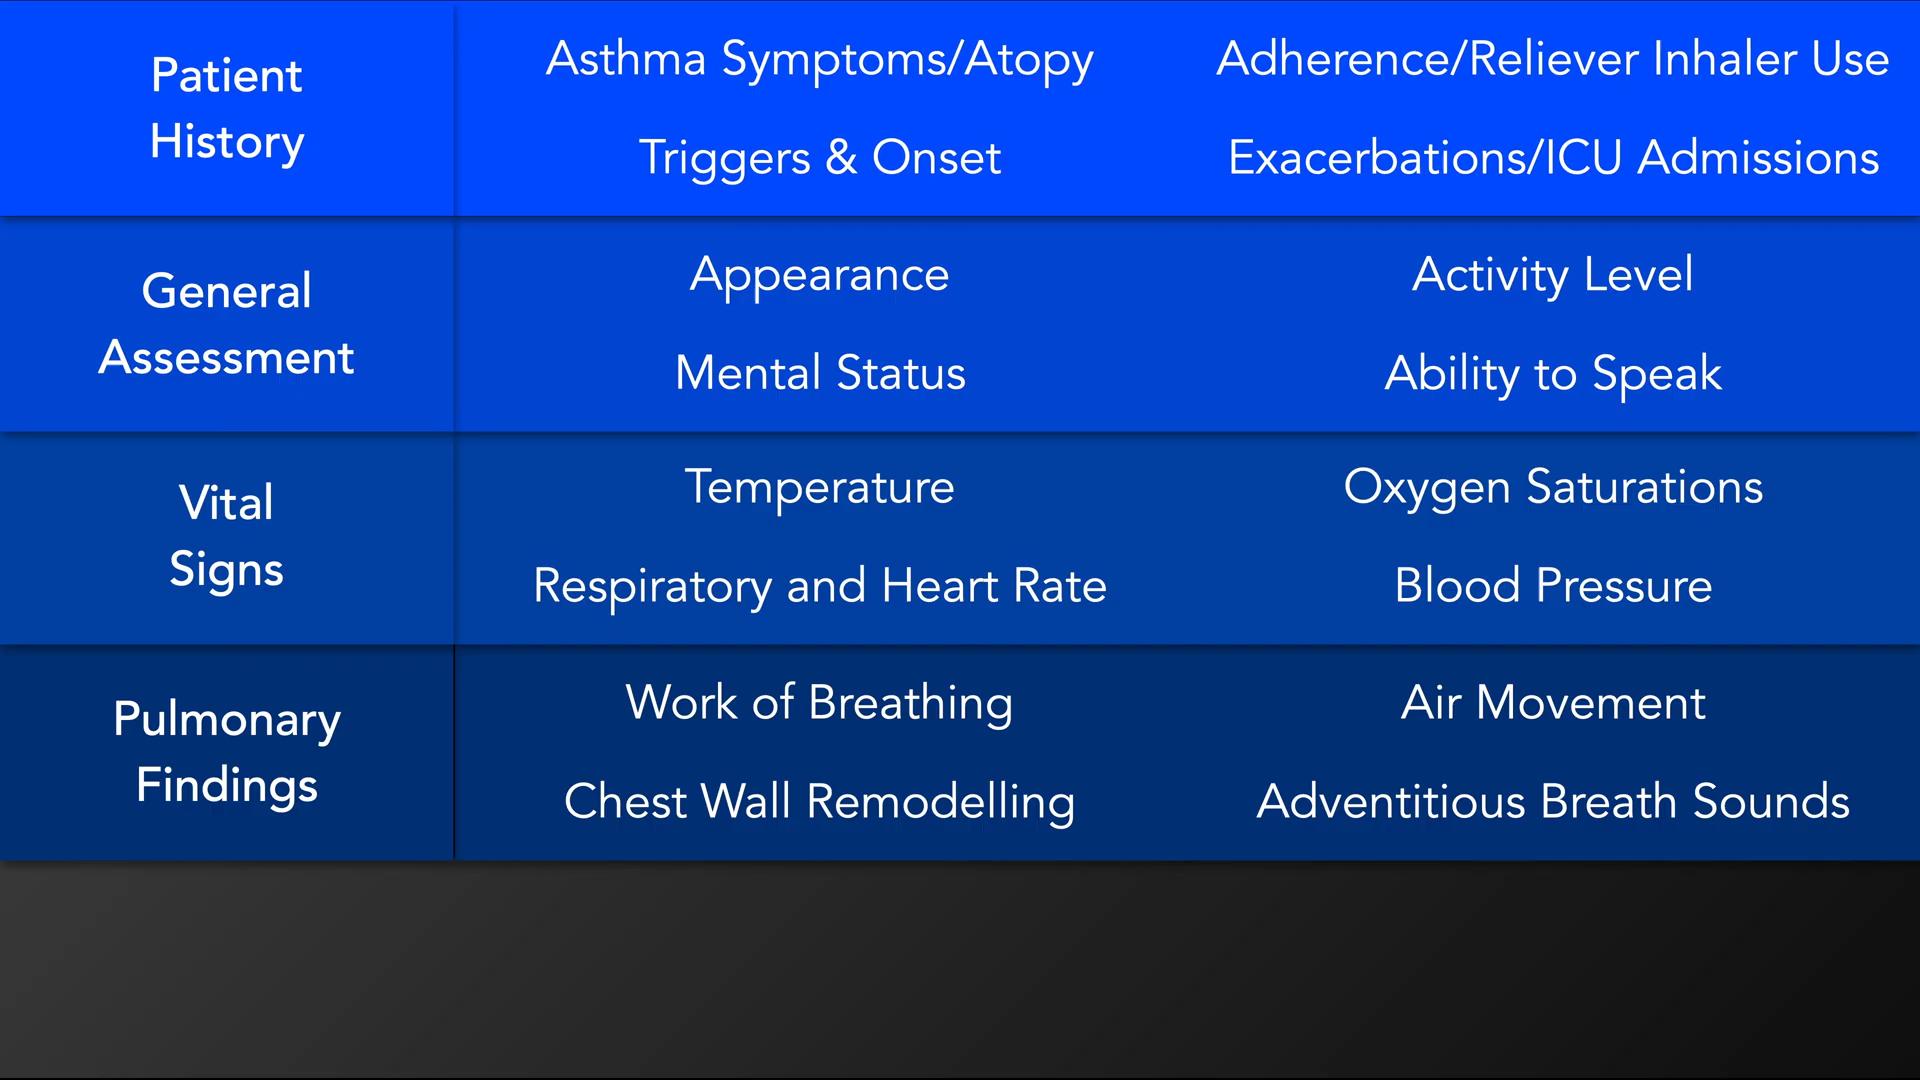 Patient
History
Asthma Symptoms/Atopy
Adherence/Reliever Inhaler Use
Triggers & Onset
Exacerbations/ICU Admissions
General
Assessment
Appearance
Activity Level
Mental Status
Ability to Speak
Vital
Signs
Temperature
Oxygen Saturations
Respiratory and Heart Rate
Blood Pressure
Pulmonary
Findings
Work of Breathing
Air Movement
Chest Wall Remodelling
Adventitious Breath Sounds